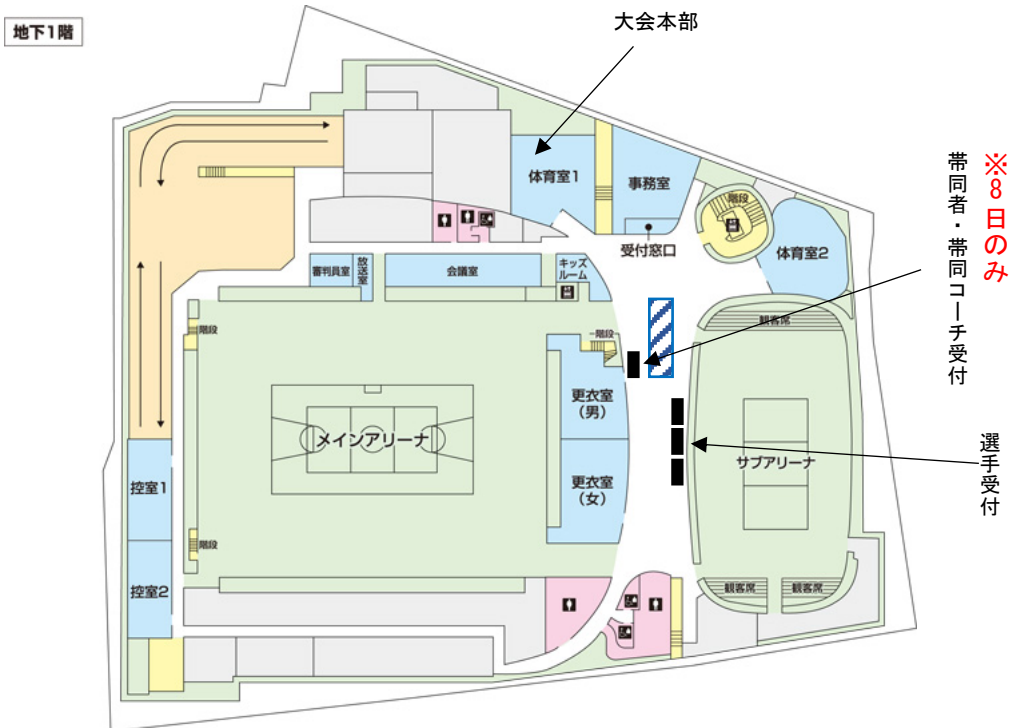 地下1階
大会本部
※8日のみ
帯同者・帯同コーチ受付
体育室1
事務室
階段
受付窓口
体育室2
審判員室
放送室
会議室
キッズ
ルーム
観客席
階段
階段
更衣室
(男)
メインアリーナ
サブアリーナ
選手受付
更衣室
(女)
控室1
階段
控室2
観客席
観客席